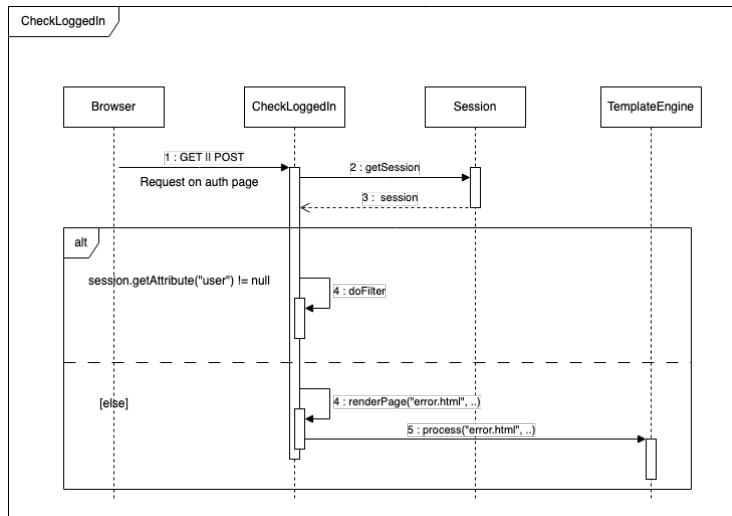 CheckLoggedIn
Browser
CheckLoggedIn
Session
TemplateEngine
1 : GET II POST
Request on auth page
2 : getSession
3 : session
alt
session.getAttribute("user") != null
4 : doFilter
[else]
4 : renderPage("error.html", ..)
5 : process("error.html", ..)